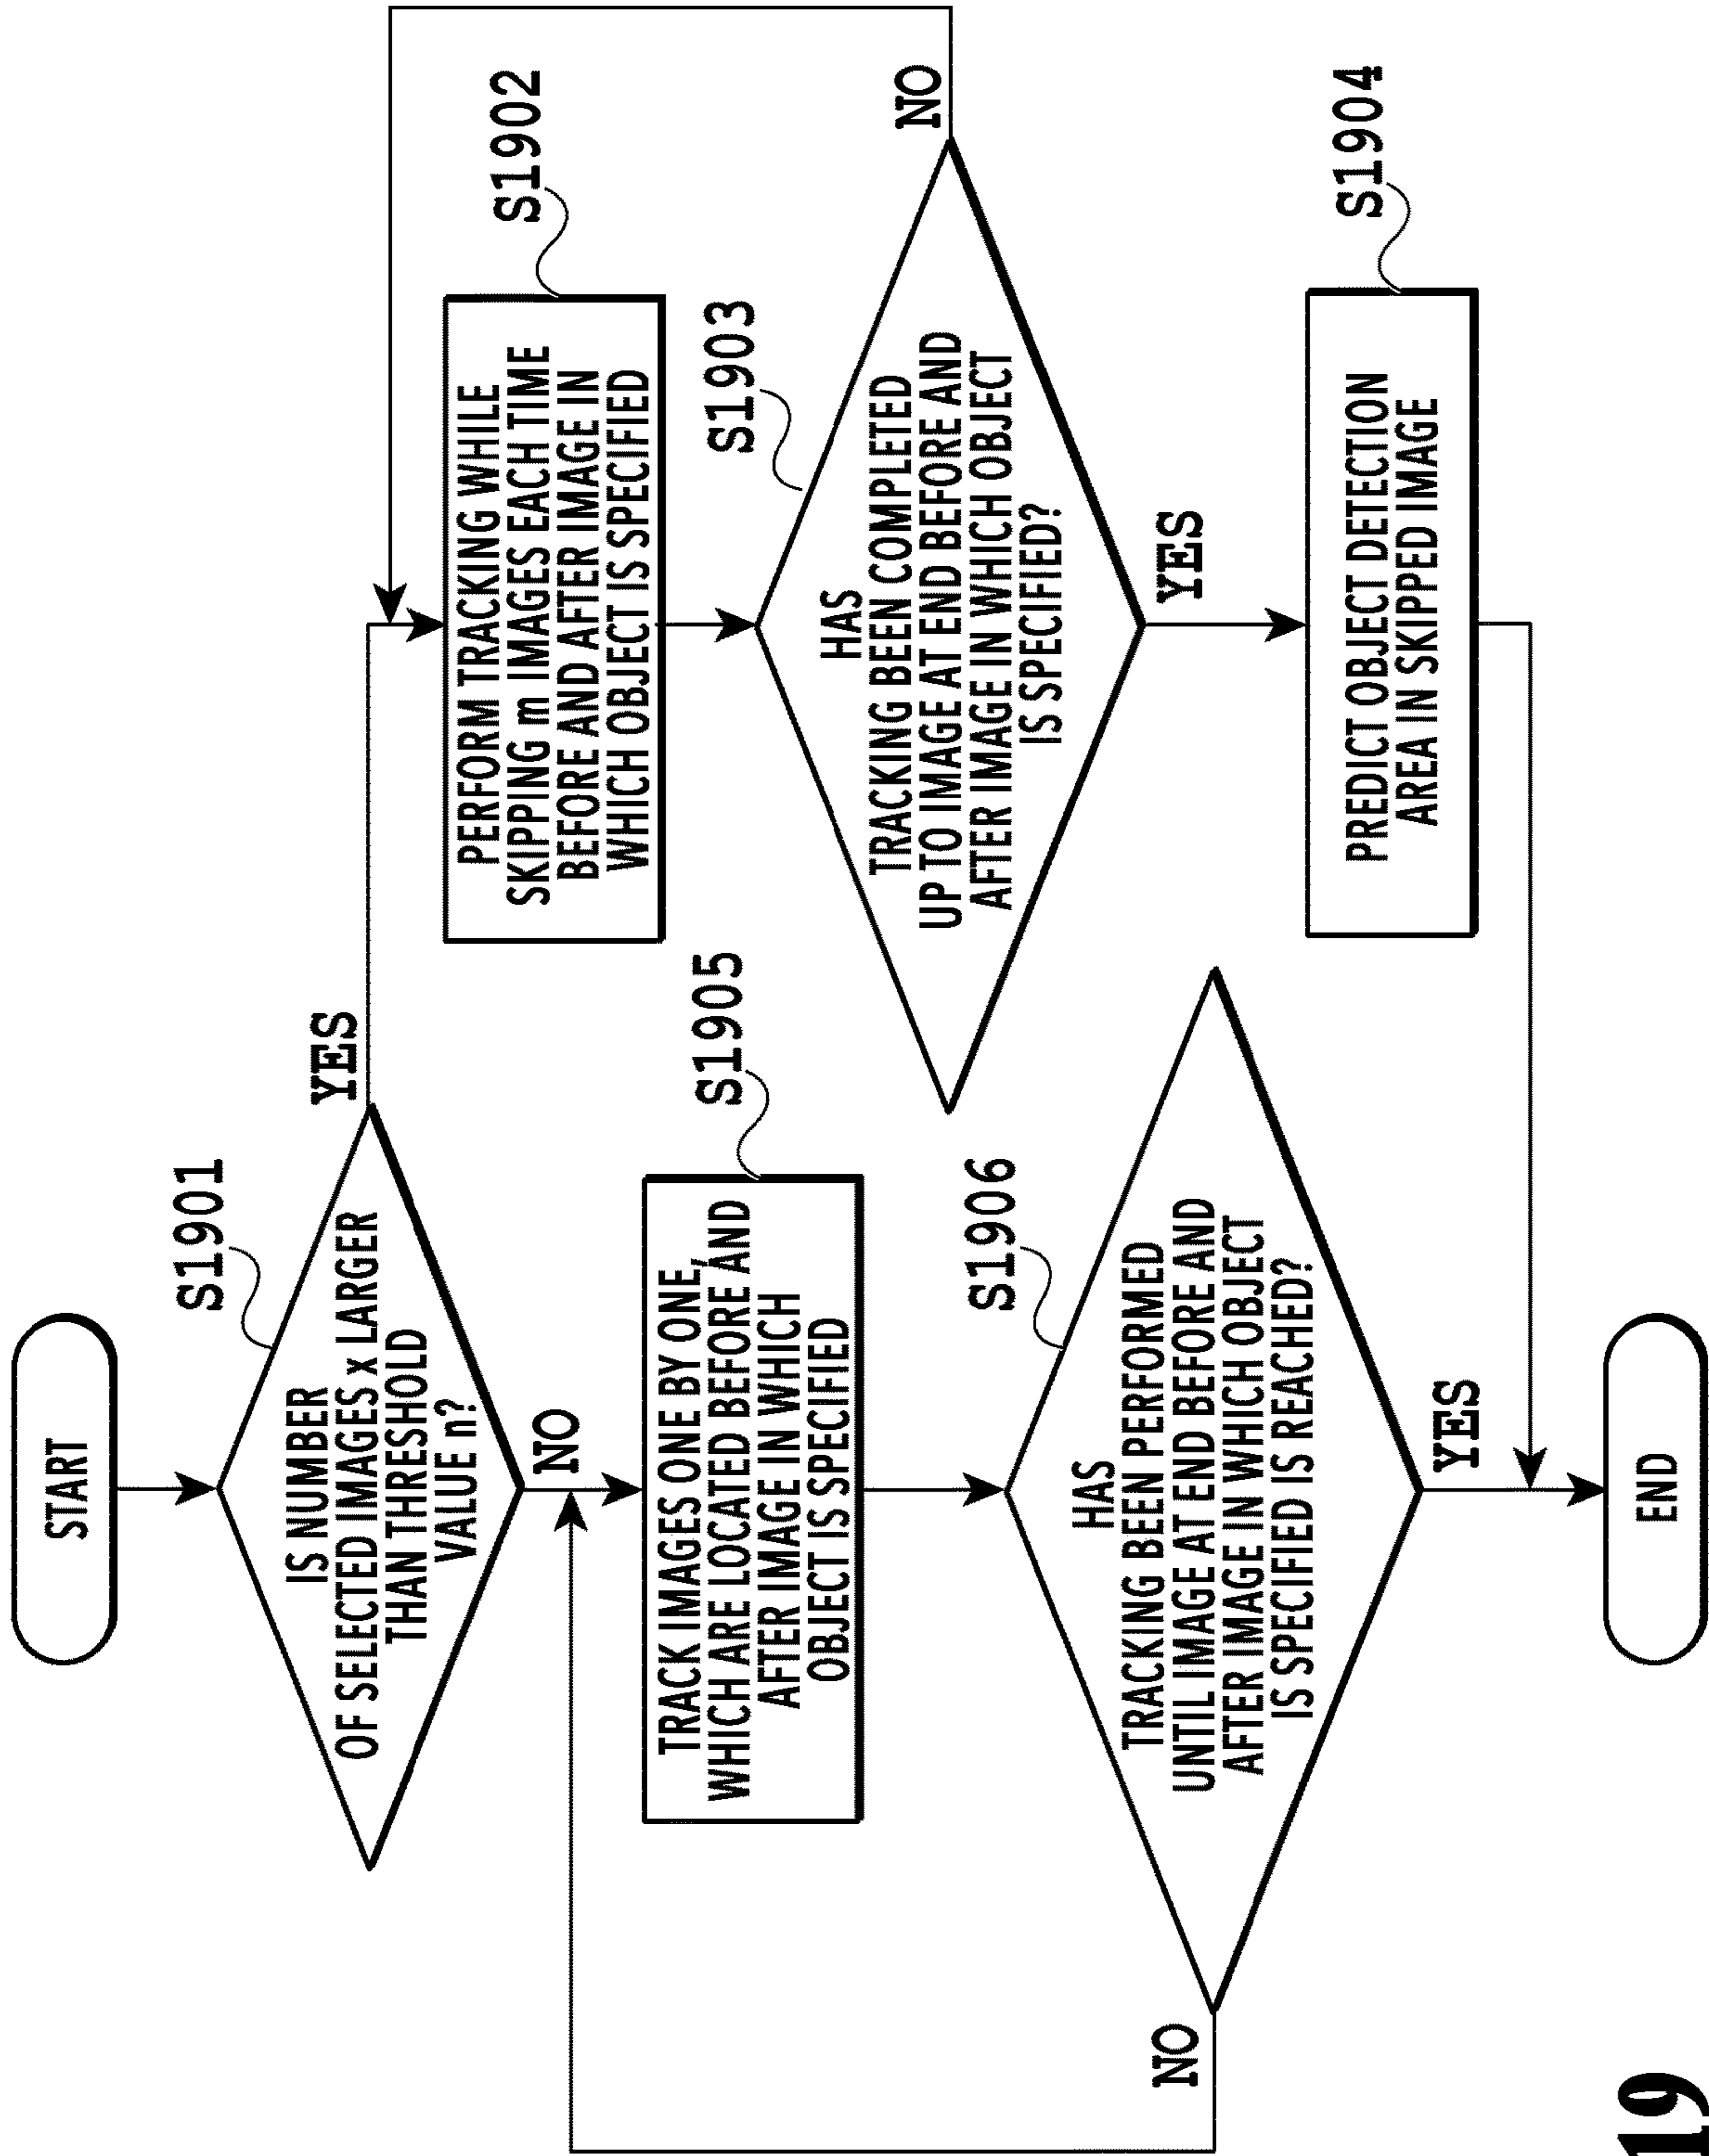 START
S1901
IS NUMBER
OF SELECTED IMAGES x LARGER
THAN THRESHOLD
VALUE n?
YES
NO
S1902
PERFORM TRACKING WHILE
SKIPPING m IMAGES EACH TIME
BEFORE AND AFTER IMAGE IN
WHICH OBJECT IS SPECIFIED
S1903
HAS
TRACKING BEEN COMPLETED
UP TO IMAGE AT END BEFORE AND
AFTER IMAGE IN WHICH OBJECT
IS SPECIFIED?
NO
YES
S1904
PREDICT OBJECT DETECTION
AREA IN SKIPPED IMAGE
S1905
TRACK IMAGES ONE BY ONE,
WHICH ARE LOCATED BEFORE AND
AFTER IMAGE IN WHICH
OBJECT IS SPECIFIED
S1906
HAS
TRACKING BEEN PERFORMED
UNTIL IMAGE AT END BEFORE AND
AFTER IMAGE IN WHICH OBJECT
IS SPECIFIED IS REACHED?
NO
YES
END
19